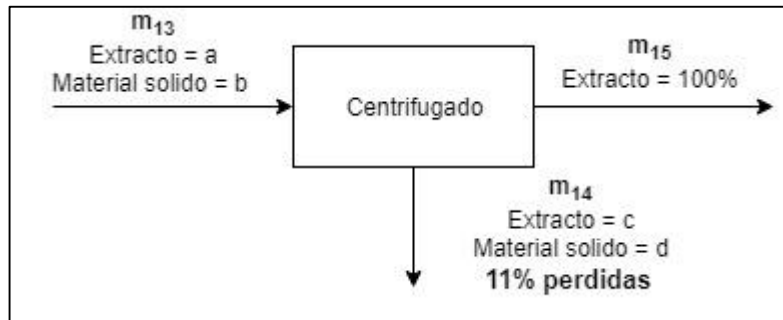 m13
Extracto = a
Material solido = b
Centrifugado
m15
Extracto = 100%
m14
Extracto = c
Material solido = d
11% perdidas